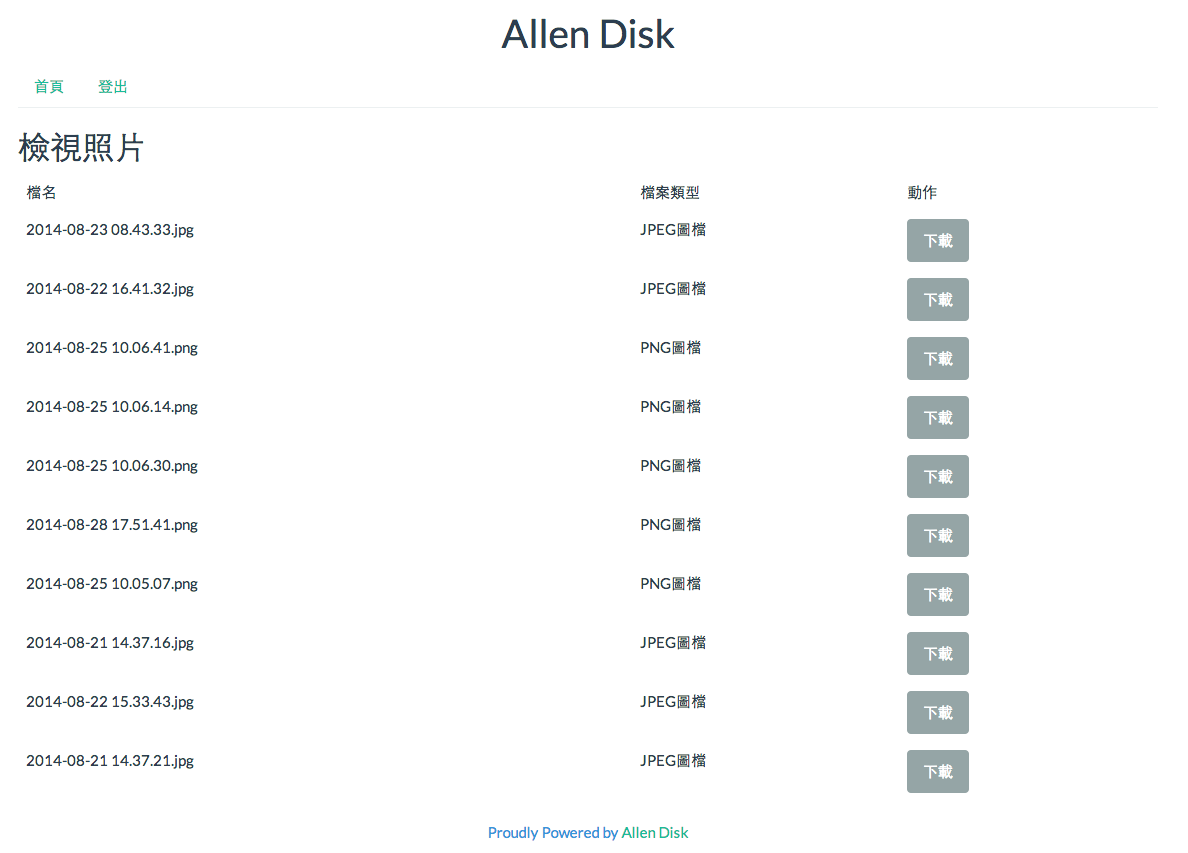 Allen Disk
首頁 登出
檢視照片
檔名 檔案類型 動作
2014-08-23 08.43.33.jpg JPEG圖檔 下載
2014-08-22 16.41.32.jpg JPEG圖檔 下載
2014-08-25 10.06.41.png PNG圖檔 下載
2014-08-25 10.06.14.png PNG圖檔 下載
2014-08-25 10.06.30.png PNG圖檔 下載
2014-08-28 17.51.41.png PNG圖檔 下載
2014-08-25 10.05.07.png PNG圖檔 下載
2014-08-21 14.37.16.jpg JPEG圖檔 下載
2014-08-22 15.33.43.jpg JPEG圖檔 下載
2014-08-21 14.37.21.jpg JPEG圖檔 下載
Proudly Powered by Allen Disk